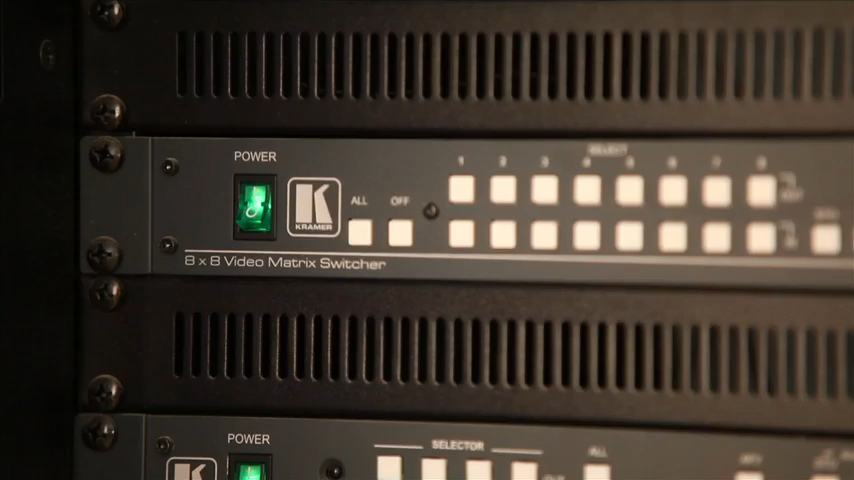 SELECT
POWER
1 2 3 4 5 6 7 8
ALL OFF
K
KRAMER
8 x 8 Video Matrix Switcher
POWER
SELECTOR
ALL
K